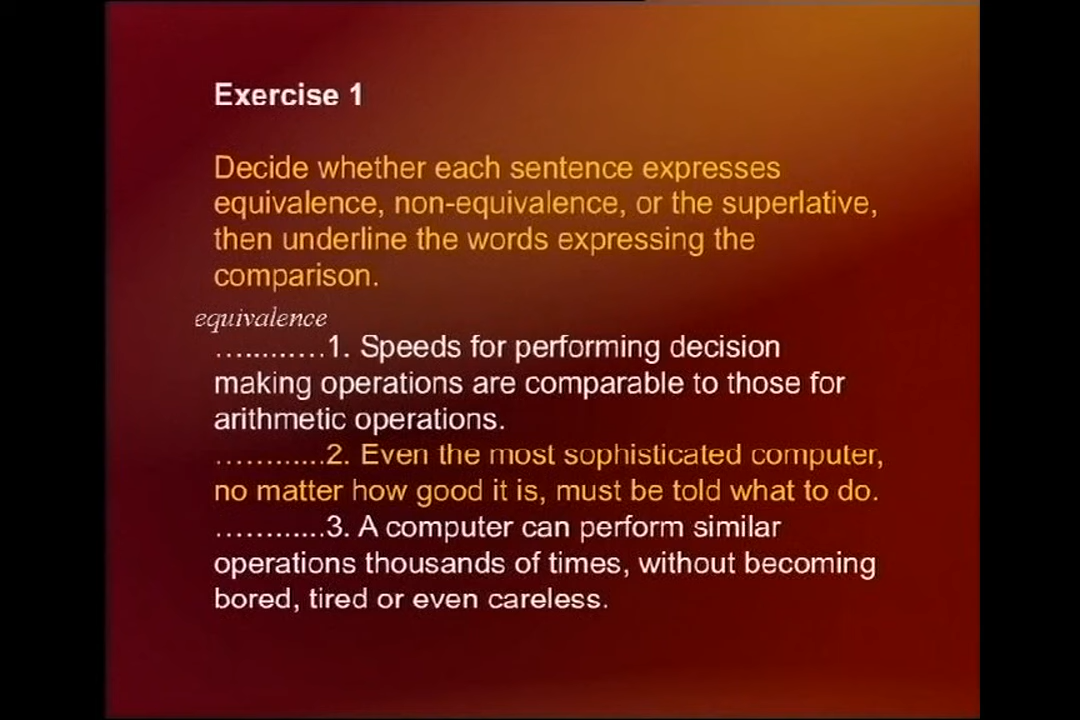 Exercise 1
Decide whether each sentence expresses
equivalence, non-equivalence, or the superlative,
then underline the words expressing the
comparison.
equivalence
............1. Speeds for performing decision
making operations are comparable to those for
arithmetic operations.
............2. Even the most sophisticated computer,
no matter how good it is, must be told what to do.
............3. A computer can perform similar
operations thousands of times, without becoming
bored, tired or even careless.